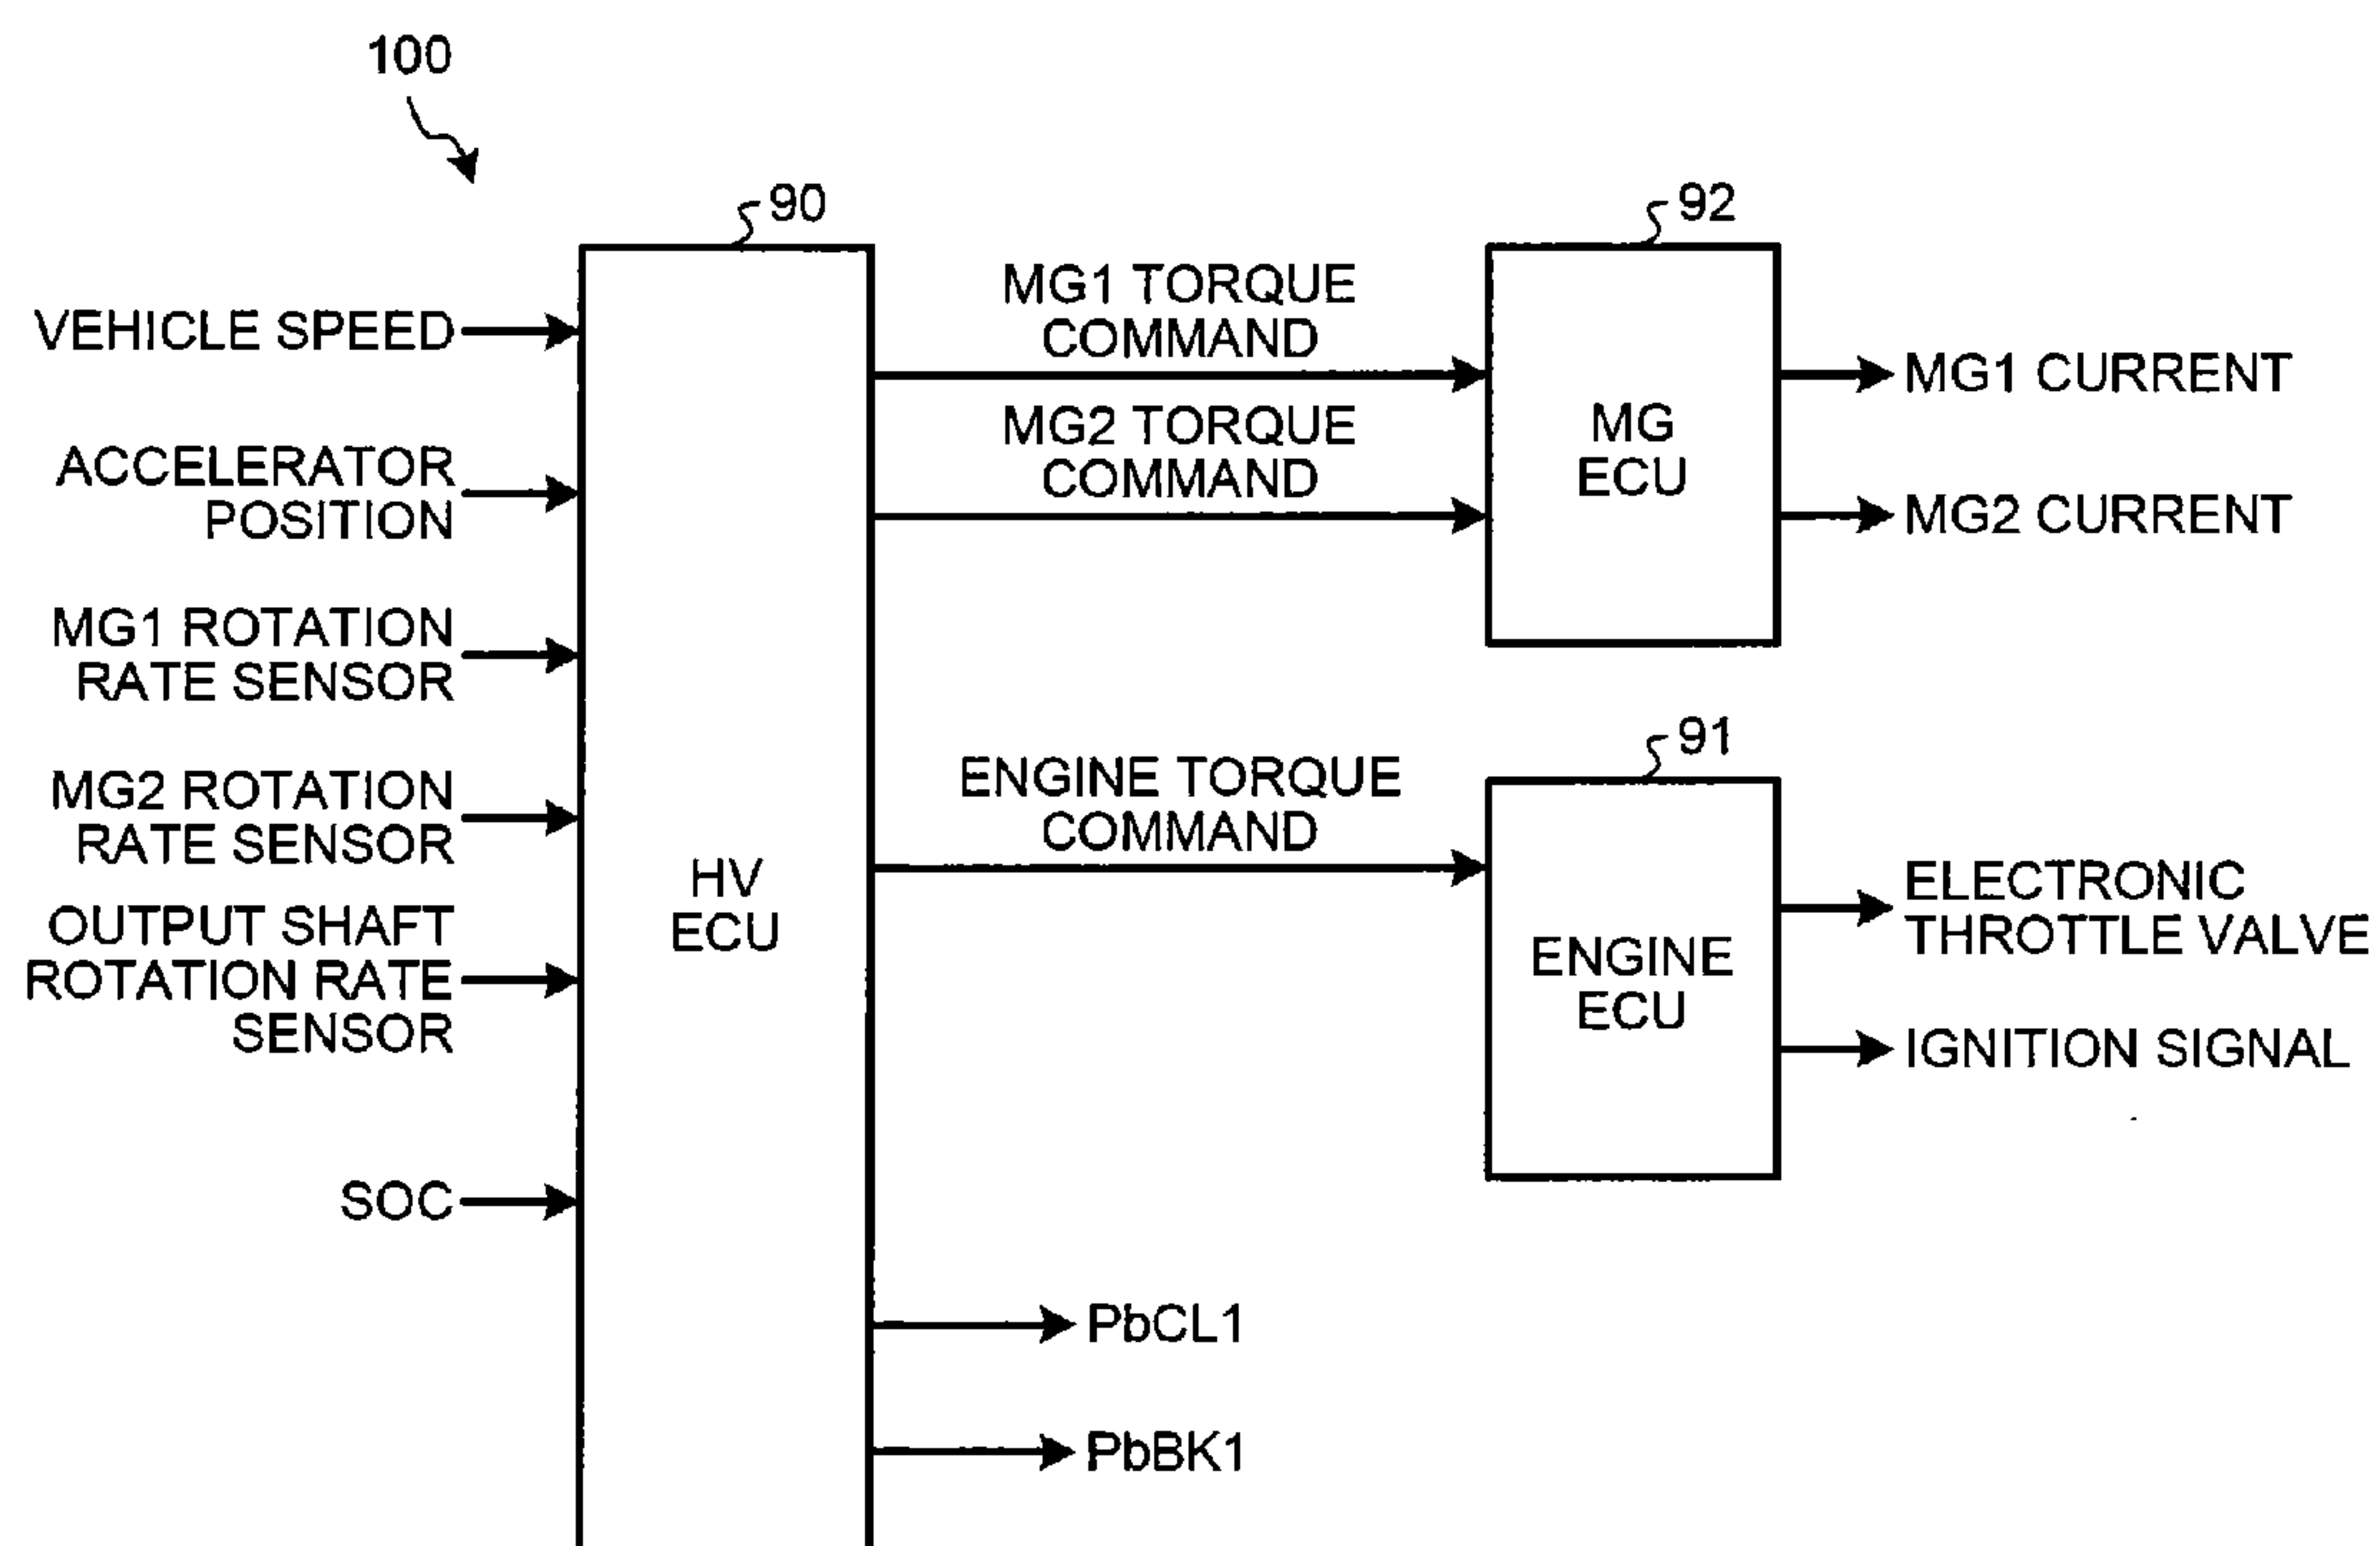 100
90
92
VEHICLE SPEED
ACCELERATOR
POSITION
MG1 ROTATION
RATE SENSOR
MG2 ROTATION
RATE SENSOR
OUTPUT SHAFT
ROTATION RATE
SENSOR
SOC
HV
ECU
MG1 TORQUE
COMMAND
MG2 TORQUE
COMMAND
MG
ECU
MG1 CURRENT
MG2 CURRENT
91
ENGINE TORQUE
COMMAND
ENGINE
ECU
ELECTRONIC
THROTTLE VALVE
IGNITION SIGNAL
PbCL1
PbBK1